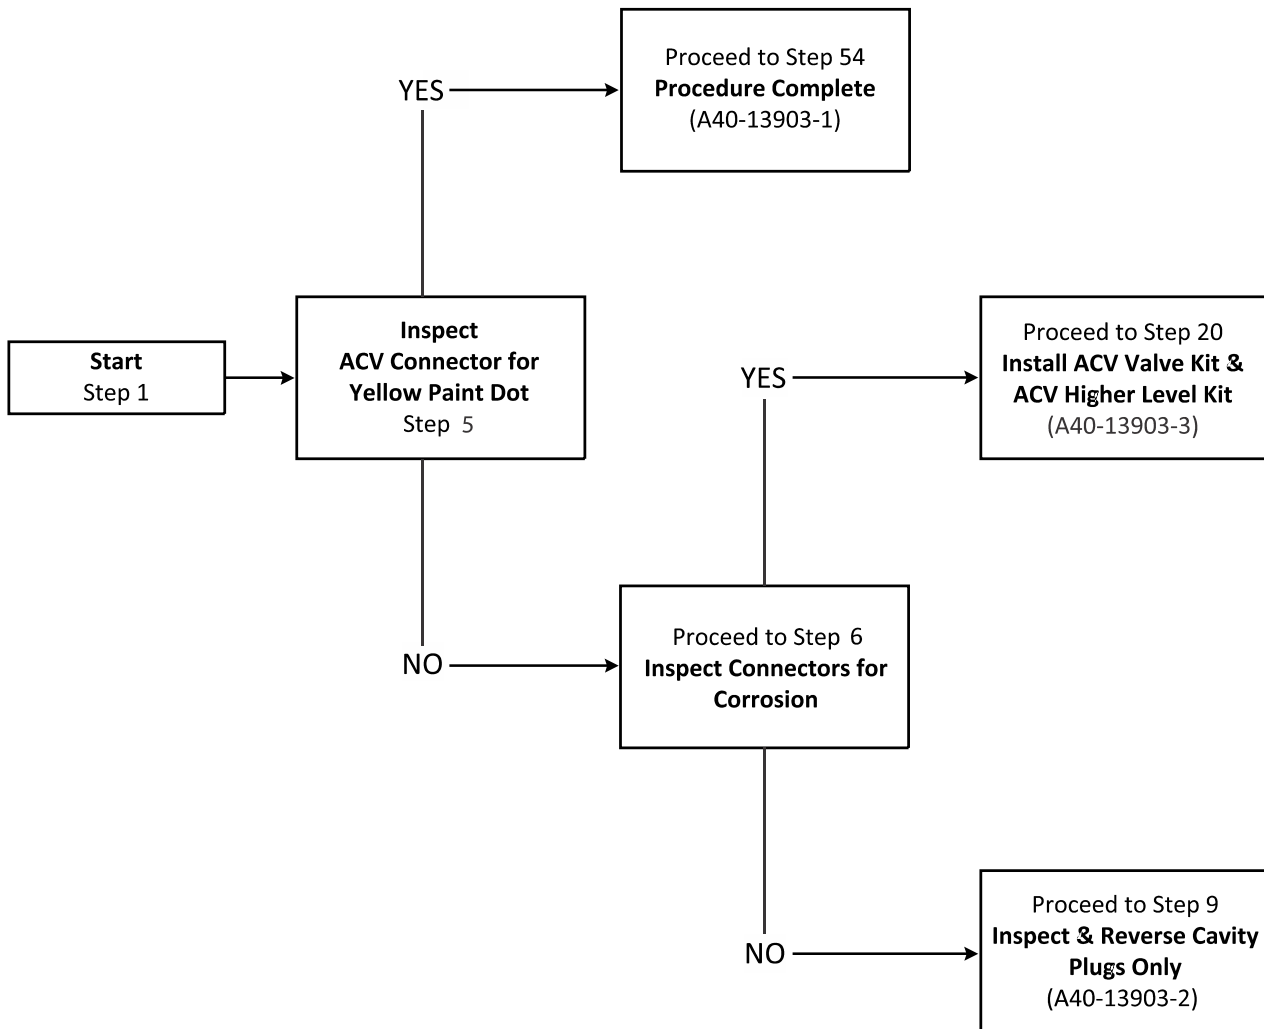 Proceed to Step 54
Procedure Complete
(A40-13903-1)
YES
Start
Step 1
Inspect
ACV Connector for
Yellow Paint Dot
Step 5
YES
Proceed to Step 20
Install ACV Valve Kit &
ACV Higher Level Kit
(A40-13903-3)
NO
Proceed to Step 6
Inspect Connectors for
Corrosion
NO
Proceed to Step 9
Inspect & Reverse Cavity
Plugs Only
(A40-13903-2)